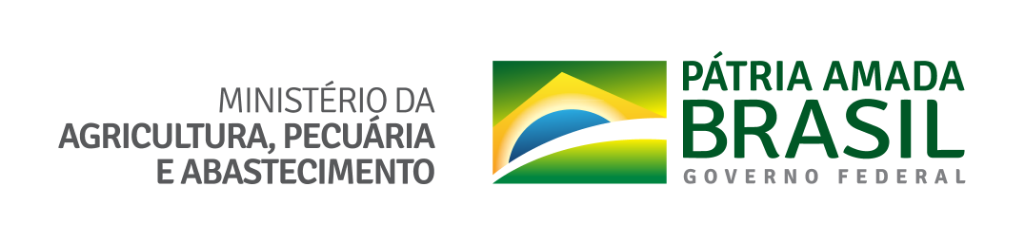 MINISTÉRIO DA
AGRICULTURA, PECUÁRIA
E ABASTECIMENTO
PÁTRIA AMADA
BRASIL
GOVERNO FEDERAL